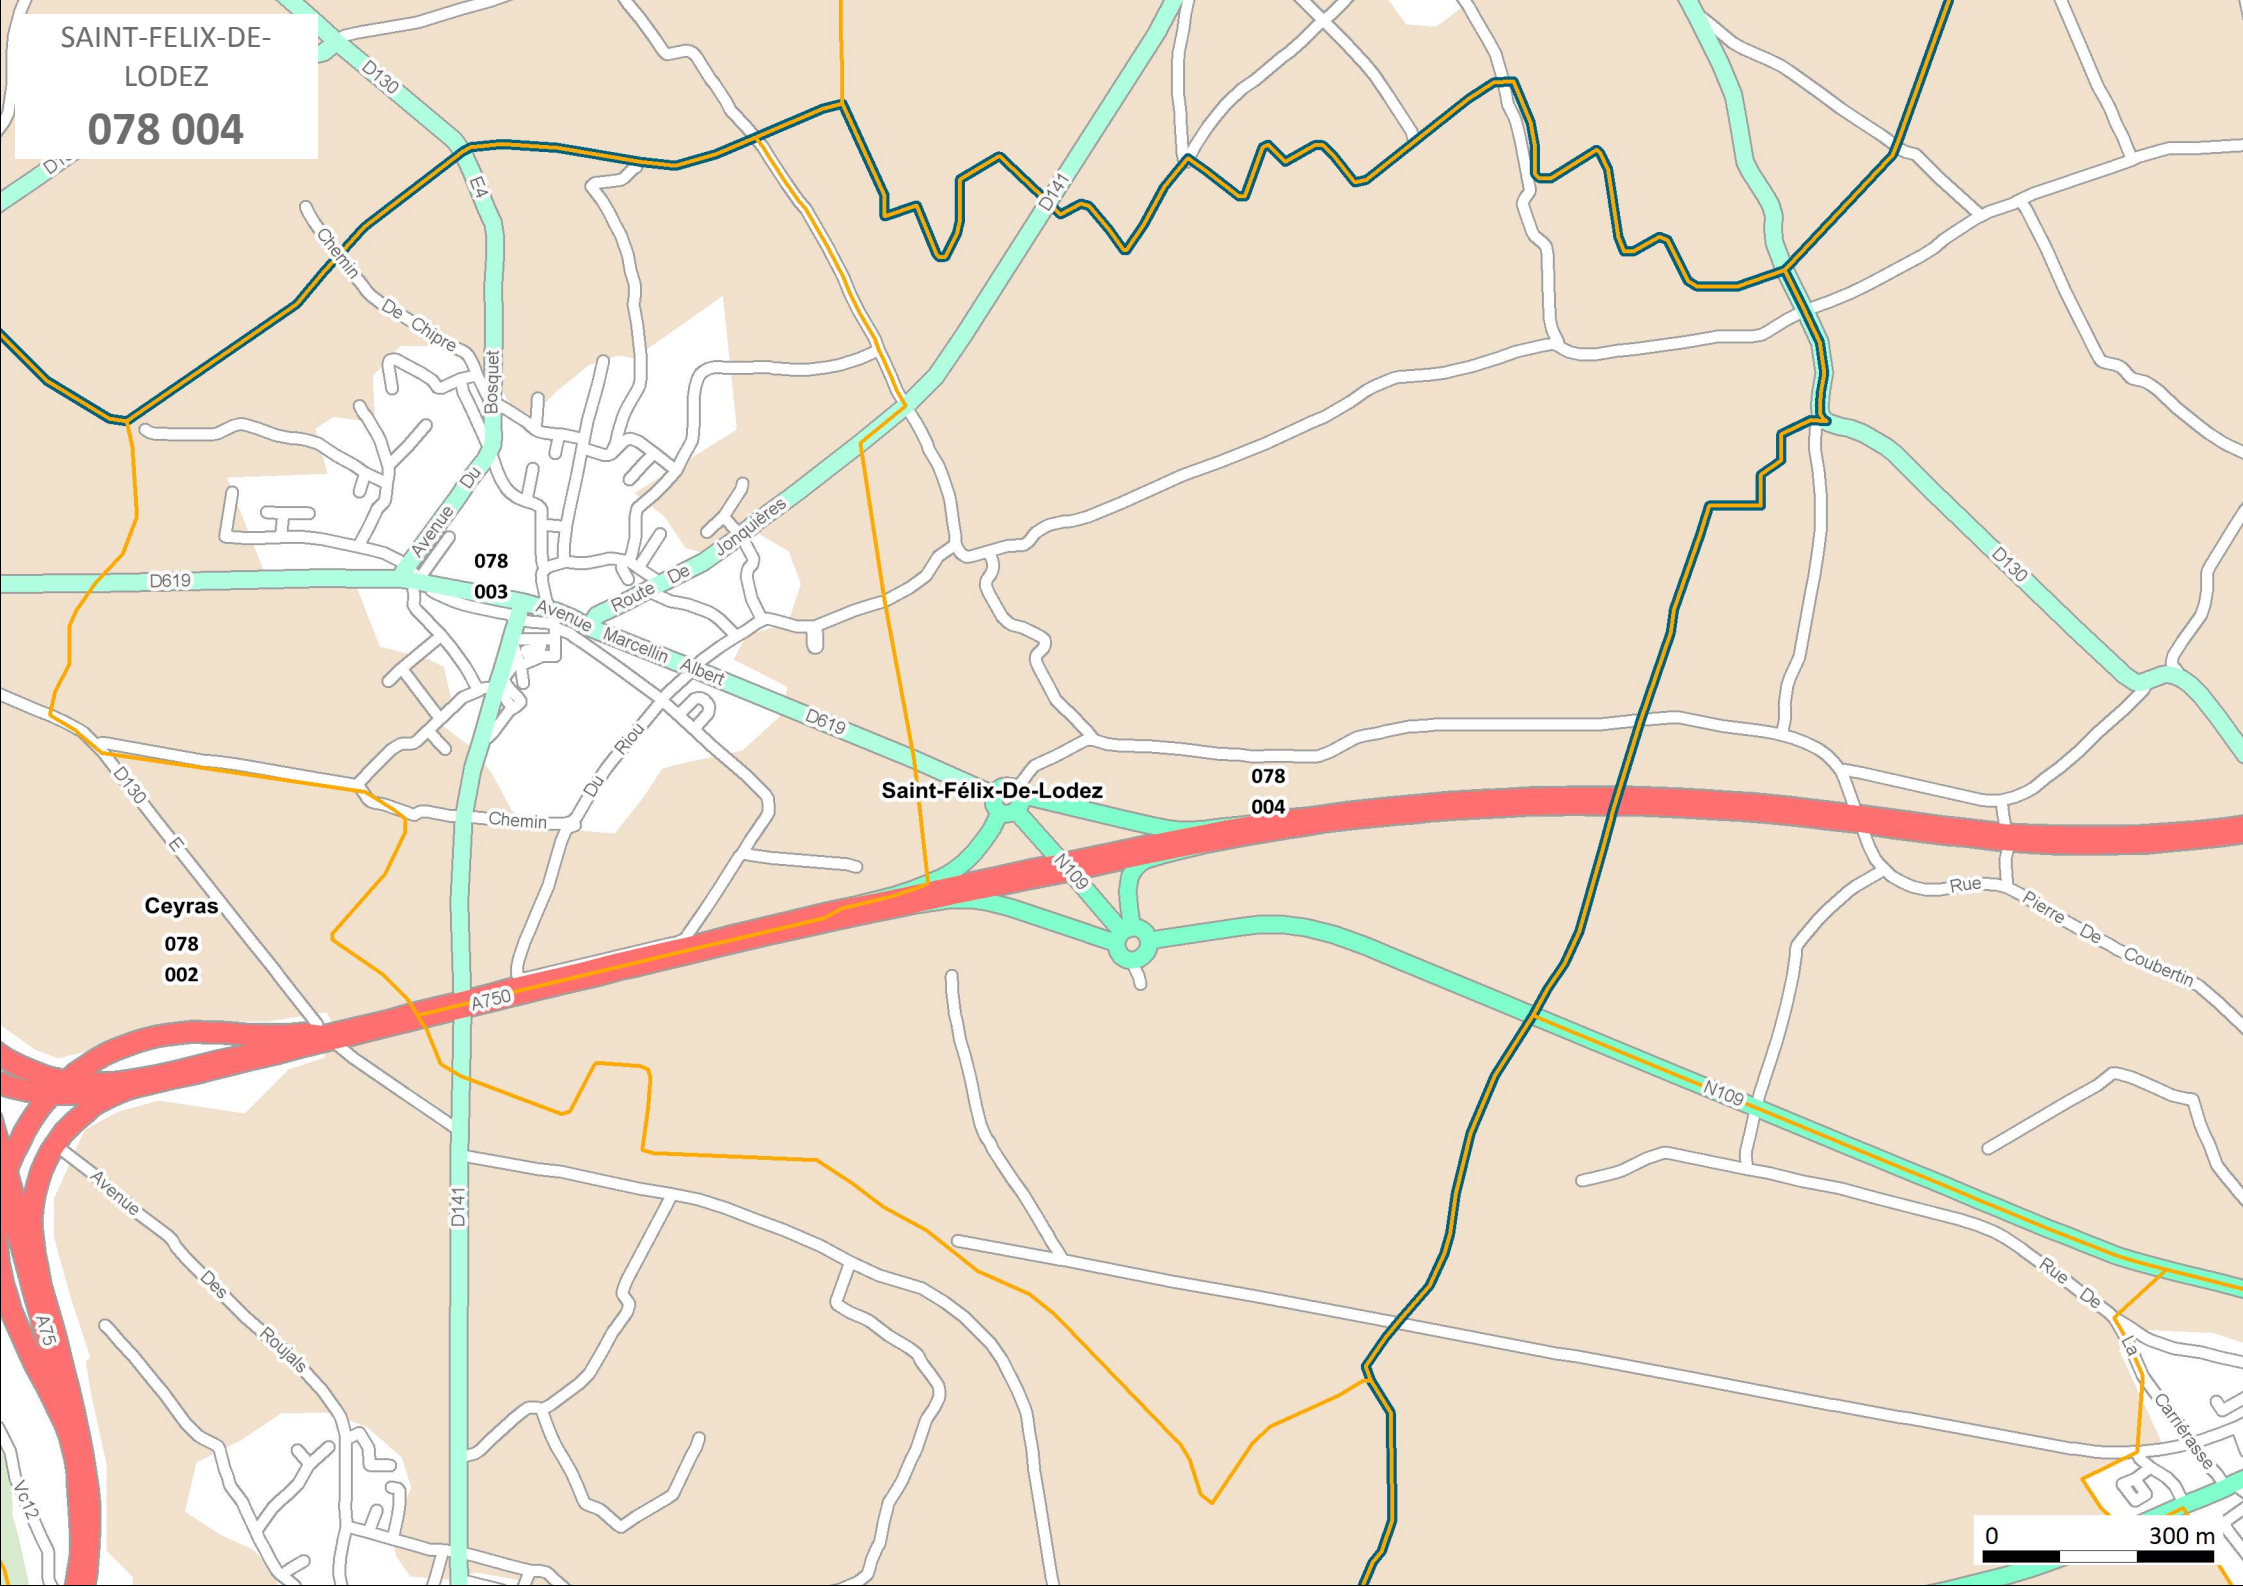 SAINT-FELIX-DE-
LODEZ
078 004
D130
E4
D141
Chemin
De Chipre
Bosquet
Du
Avenue
Jonquières
De
Route
D619
078
003
Avenue Marcellin Albert
D619
D130
Riou
Du
Chemin
Saint-Félix-De-Lodez
078
004
D130
E
N109
Rue Pierre De Coubertin
Ceyras
078
002
A750
N109
Avenue Des Roujals
D141
A75
Rue De La Carriérasse
Vc12
0 300 m